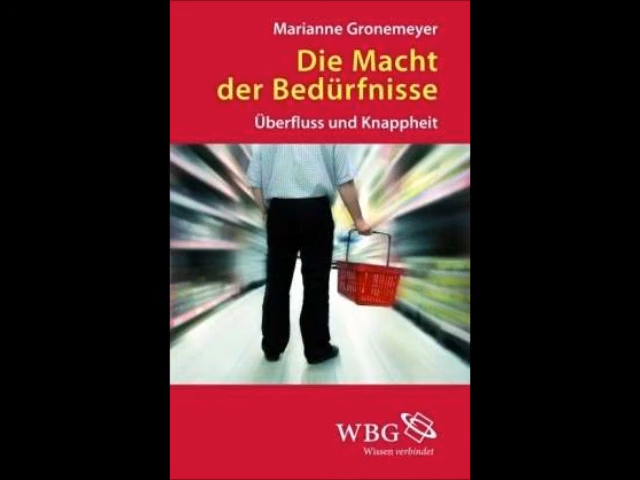 Marianne Gronemeyer
Die Macht
der Bedürfnisse
Überfluss und Knappheit
WBG
Wissen verbindet